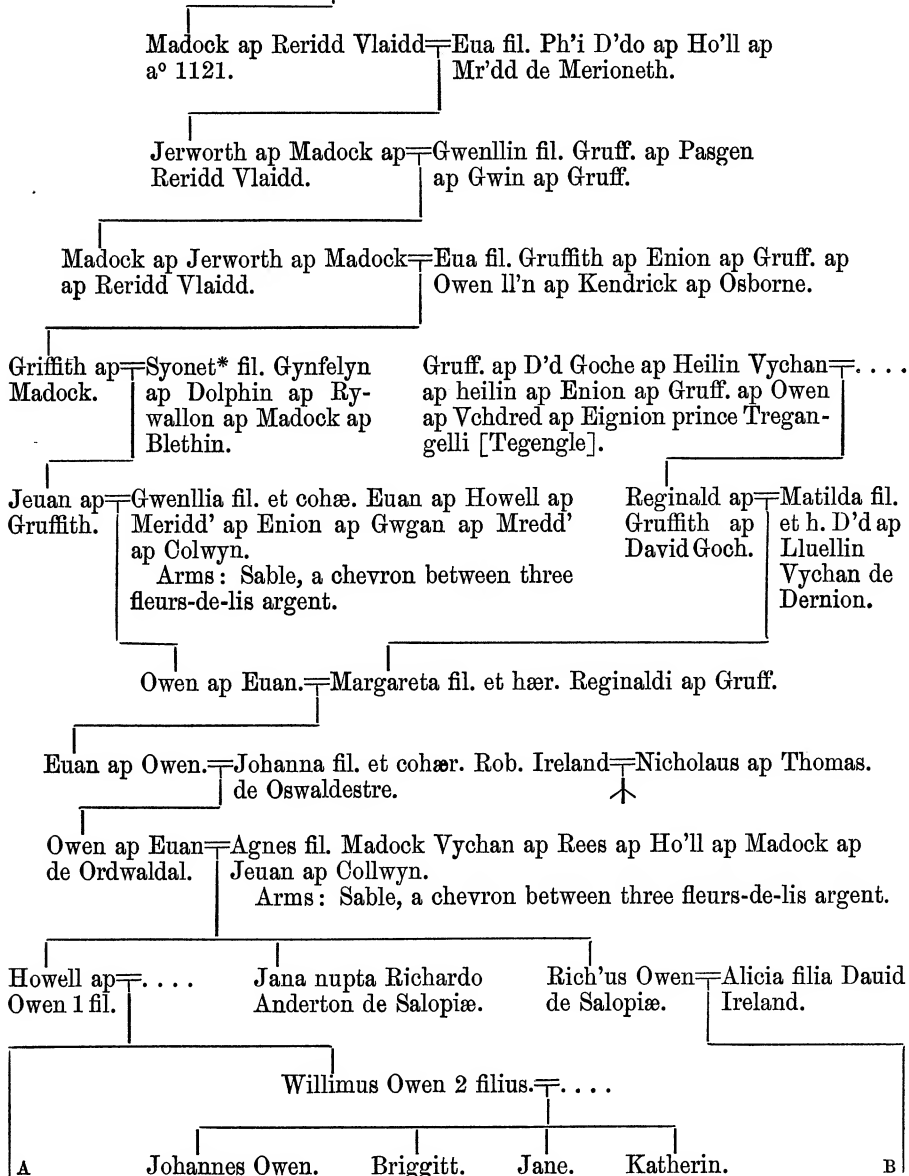 Madock ap Reridd Vlaidd=Eua fil. Ph'i D'do ap Ho'll ap
aº 1121. Mr'dd de Merioneth.
Jerworth ap Madock ap=Gwenllin fil. Gruff. ap Pasgen
Reridd Vlaidd. ap Gwin ap Gruff.
Madock ap Jerworth ap Madock=Eua fil. Gruffith ap Enion ap Gruff. ap
ap Reridd Vlaidd. Owen ll'n ap Kendrick ap Osborne.
Griffith ap=Syonet* fil. Gynfelyn
Madock. ap Dolphin ap Ry-
wallon ap Madock ap
Blethin.
Gruff. ap D'd Goche ap Heilin Vychan=....
ap heilin ap Enion ap Gruff. ap Owen
ap Vchdred ap Eignion prince Tregan-
gelli [Tegengle].
Jeuan ap=Gwenllia fil. et cohæ. Euan ap Howell ap
Gruffith. Meridd' ap Enion ap Gwgan ap Mredd'
ap Colwyn.
Arms: Sable, a chevron between three
fleurs-de-lis argent.
Reginald ap=Matilda fil.
Gruffith ap et h. D'd ap
David Goch. Lluellin
Vychan de
Dernion.
Owen ap Euan.=Margareta fil. et hær. Reginaldi ap Gruff.
Euan ap Owen.=Johanna fil. et cohær. Rob. Ireland=Nicholaus ap Thomas.
de Oswaldestre.
Owen ap Euan=Agnes fil. Madock Vychan ap Rees ap Ho'll ap Madock ap
de Ordwaldal. Jeuan ap Collwyn.
Arms: Sable, a chevron between three fleurs-de-lis argent.
Howell ap=....
Owen 1 fil.
Jana nupta Richardo
Anderton de Salopiæ.
Rich'us Owen=Alicia filia Dauid
de Salopiæ. Ireland.
Willimus Owen 2 filius.=....
A Johannes Owen. Briggitt. Jane. Katherin. B